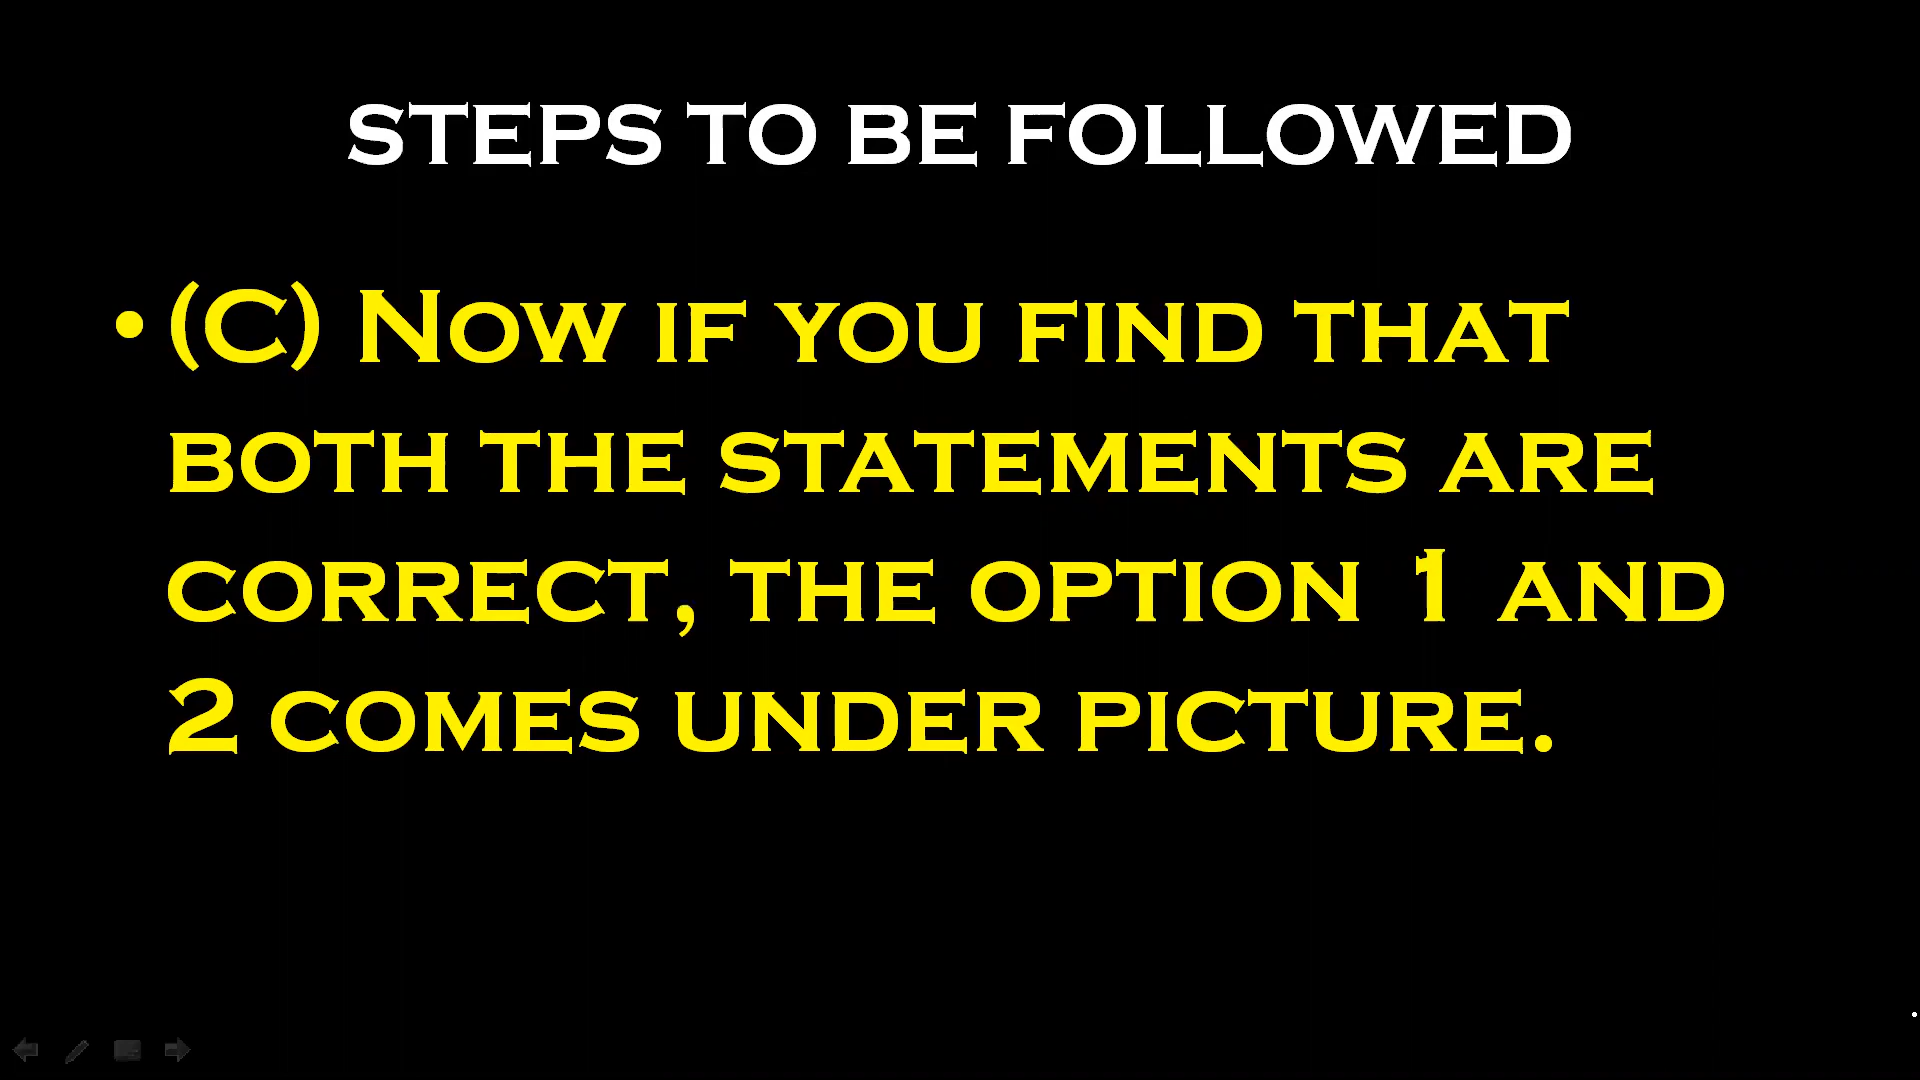 STEPS TO BE FOLLOWED
• (C) NOW IF YOU FIND THAT
BOTH THE STATEMENTS ARE
CORRECT, THE OPTION 1 AND
2 COMES UNDER PICTURE.